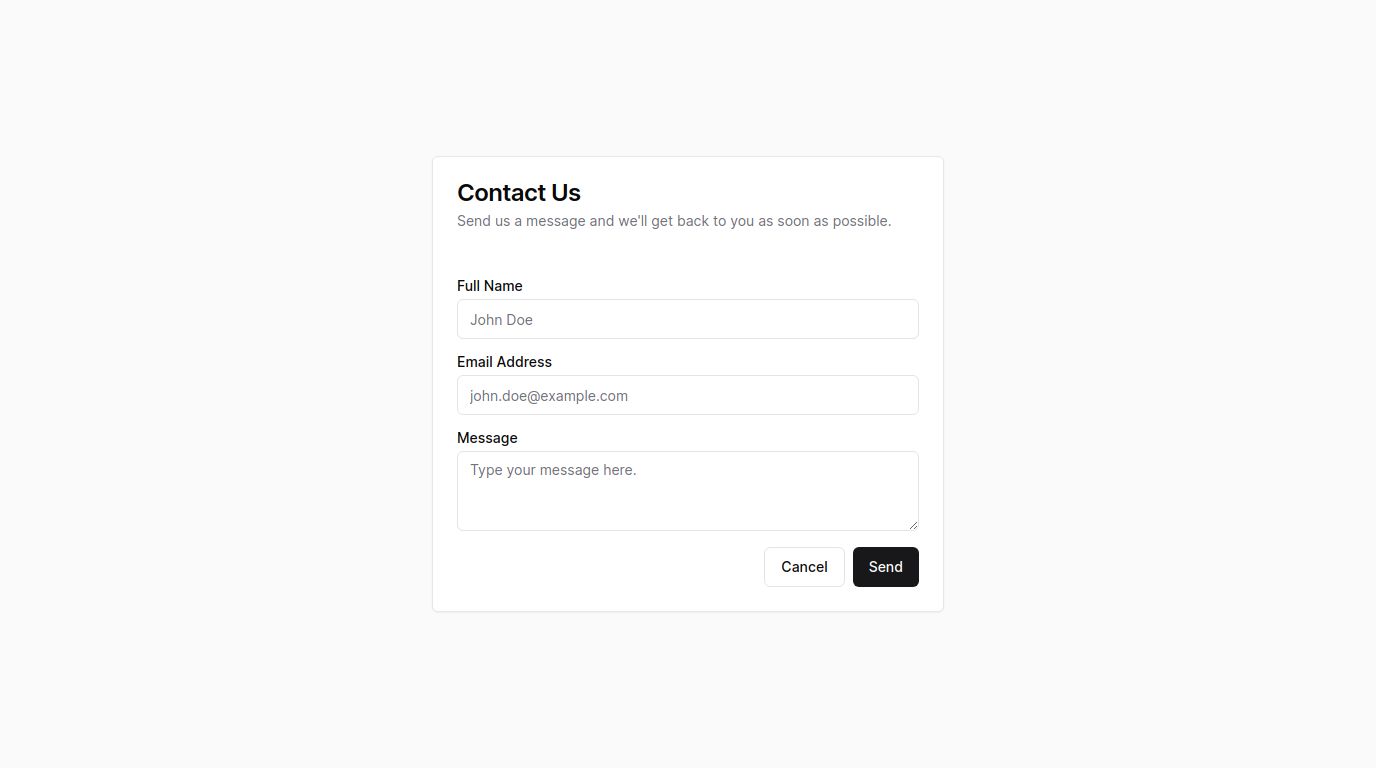 Contact Us
Send us a message and we'll get back to you as soon as possible.
Full Name
John Doe
Email Address
john.doe@example.com
Message
Type your message here.
Cancel
Send